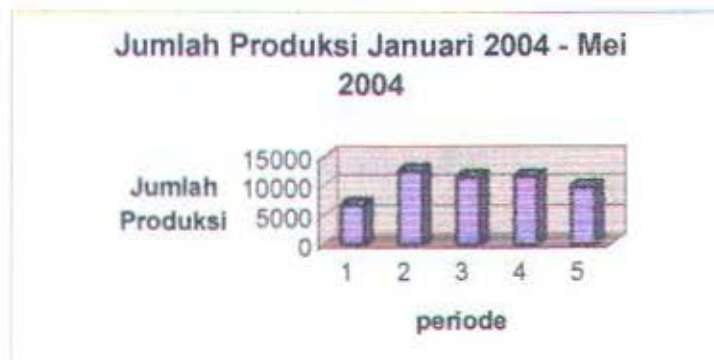 Jumlah Produksi Januari 2004 - Mei
2004
Jumlah
Produksi
15000
10000
5000
0
1 2 3 4 5
periode